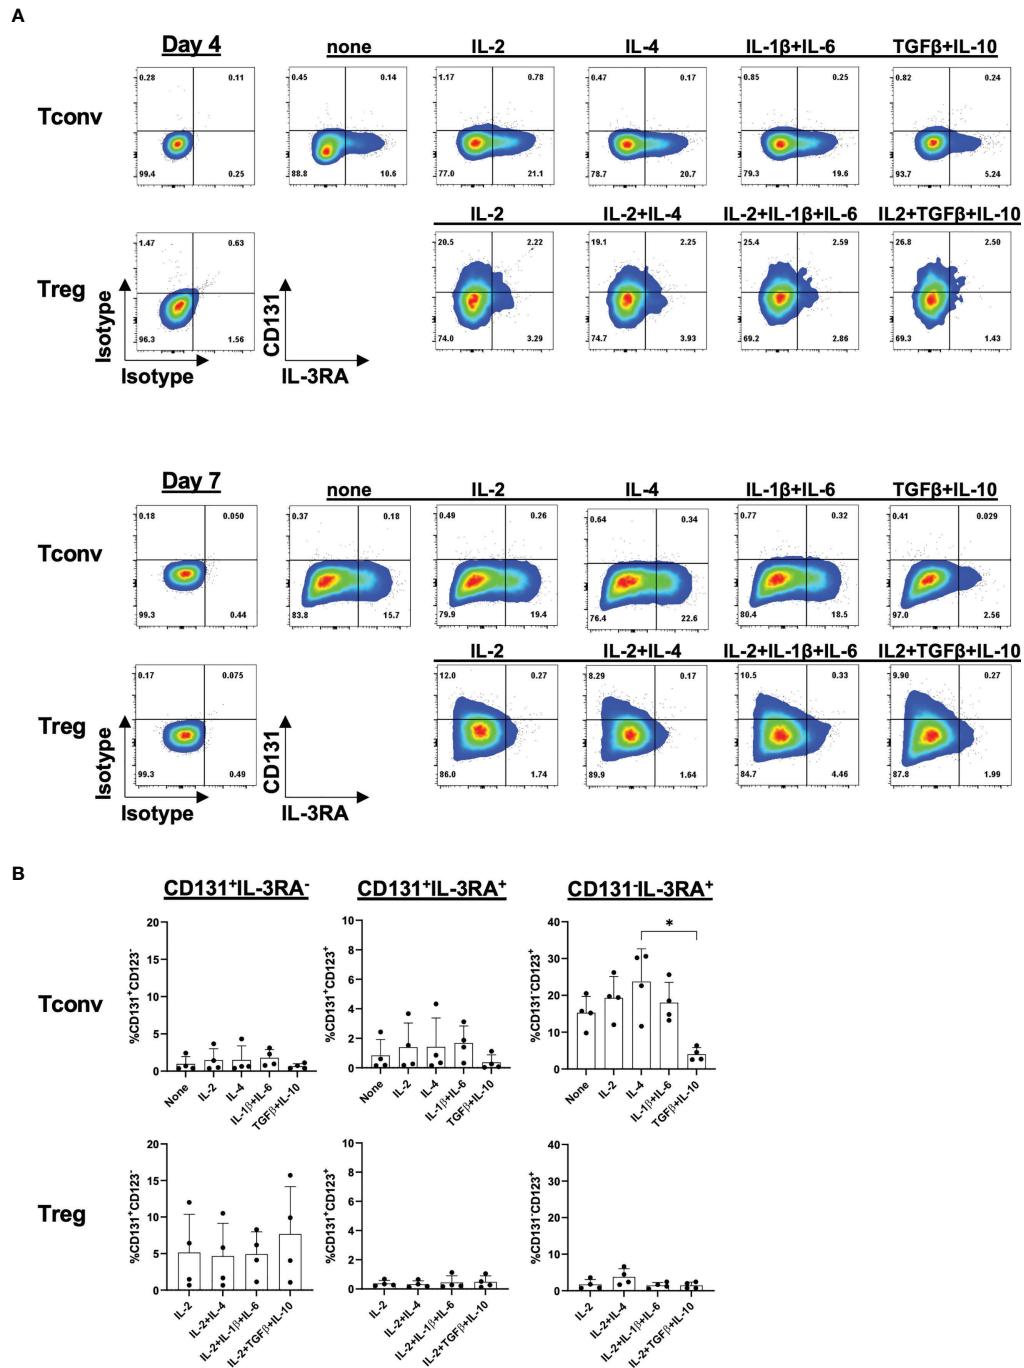 A
Day 4
none IL-2 IL-4 IL-1β+IL-6 TGFβ+IL-10
Tconv
0.28 0.11 0.45 0.14 1.17 0.78 0.47 0.17 0.85 0.25 0.82 0.24
99.4 0.25 88.8 10.6 77.0 21.1 78.7 20.7 79.3 19.6 93.7 5.24
IL-2 IL-2+IL-4 IL-2+IL-1β+IL-6 IL2+TGFβ+IL-10
Treg
1.47 0.63 20.5 2.22 19.1 2.25 25.4 2.59 26.8 2.50
96.3 1.56 74.0 3.29 74.7 3.93 69.2 2.86 69.7 1.43
Isotype CD131
Isotype IL-3RA
Day 7
none IL-2 IL-4 IL-1β+IL-6 TGFβ+IL-10
Tconv
0.18 0.050 0.37 0.18 0.49 0.26 0.64 0.34 0.77 0.32 0.41 0.029
99.3 0.44 83.8 15.7 79.9 19.4 76.4 22.6 80.4 18.5 97.0 2.56
IL-2 IL-2+IL-4 IL-2+IL-1β+IL-6 IL2+TGFβ+IL-10
Treg
0.17 0.075 12.0 0.27 8.29 0.17 10.5 0.33 9.90 0.27
99.3 0.49 86.0 1.74 89.9 1.64 84.7 4.46 87.8 1.99
Isotype CD131
Isotype IL-3RA
B
CD131⁺IL-3RA⁻ CD131⁺IL-3RA⁺ CD131⁻IL-3RA⁺
Tconv
%CD131⁺CD123⁻
20
15
10
5
0
None IL-2 IL-4 IL-1β+IL-6 TGFβ+IL-10
%CD131⁺CD123⁺
10
8
6
4
2
0
None IL-2 IL-4 IL-1β+IL-6 TGFβ+IL-10
%CD131⁻CD123⁺
40
30
20
10
0
*
None IL-2 IL-4 IL-1β+IL-6 TGFβ+IL-10
Treg
%CD131⁺CD123⁻
20
15
10
5
0
IL-2 IL-2+IL-4 IL-2+IL-1β+IL-6 IL-2+TGFβ+IL-10
%CD131⁺CD123⁺
10
8
6
4
2
0
IL-2 IL-2+IL-4 IL-2+IL-1β+IL-6 IL-2+TGFβ+IL-10
%CD131⁻CD123⁺
40
30
20
10
0
IL-2 IL-2+IL-4 IL-2+IL-1β+IL-6 IL-2+TGFβ+IL-10